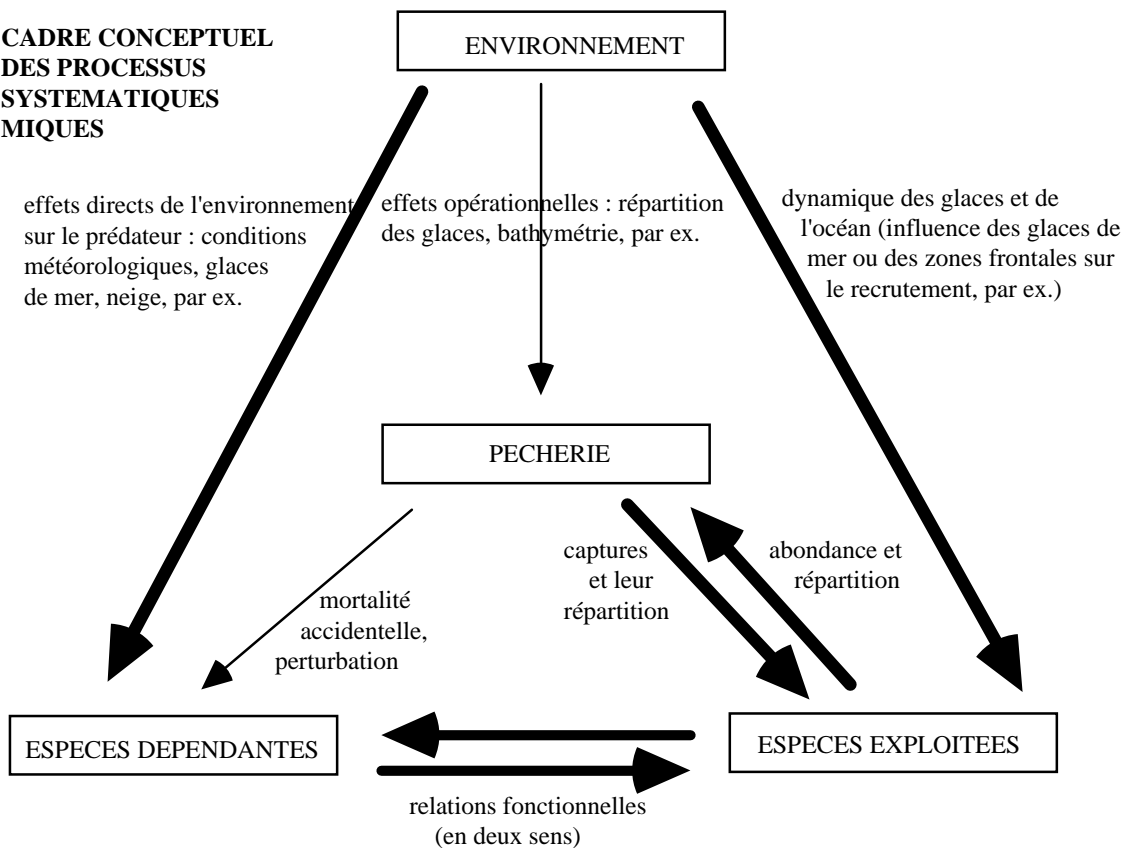 CADRE CONCEPTUEL
DES PROCESSUS
SYSTEMATIQUES
MIQUES
ENVIRONNEMENT
effets directs de l'environnement
sur le prédateur : conditions
météorologiques, glaces
de mer, neige, par ex.
effets opérationnelles : répartition
des glaces, bathymétrie, par ex.
dynamique des glaces et de
l'océan (influence des glaces de
mer ou des zones frontales sur
le recrutement, par ex.)
PECHERIE
captures
et leur
répartition
abondance et
répartition
mortalité
accidentelle,
perturbation
ESPECES DEPENDANTES
ESPECES EXPLOITEES
relations fonctionnelles
(en deux sens)